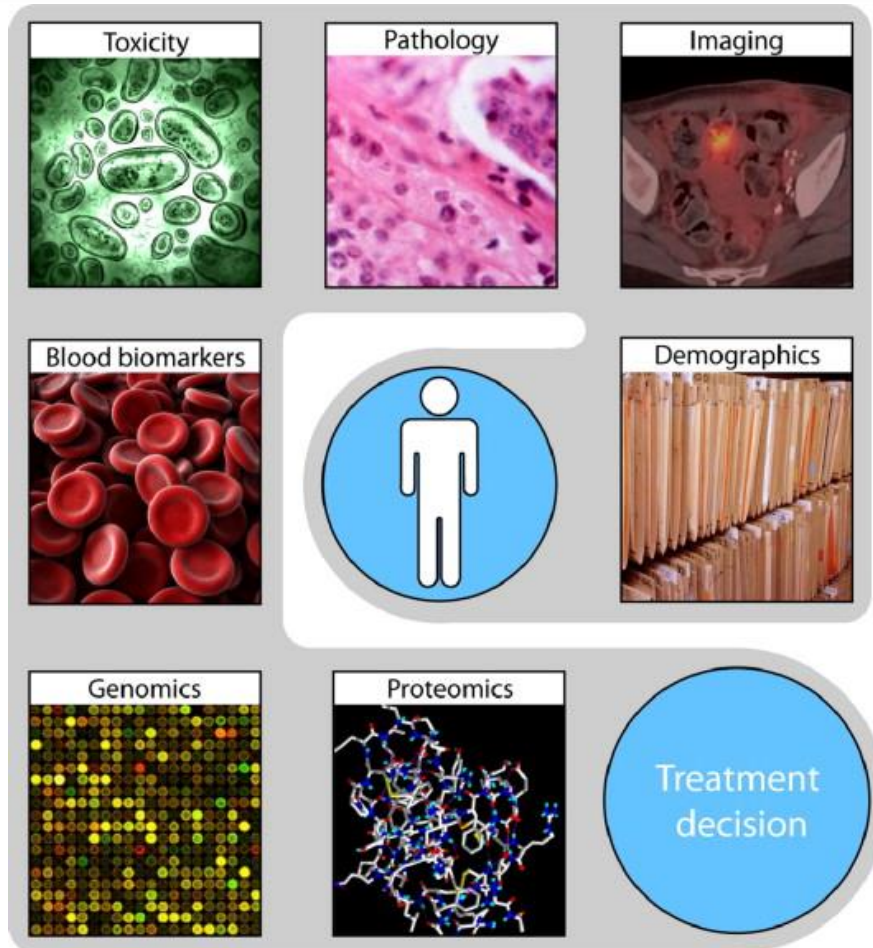 Toxicity
Pathology
Imaging
Blood biomarkers
Demographics
Genomics
Proteomics
Treatment
decision